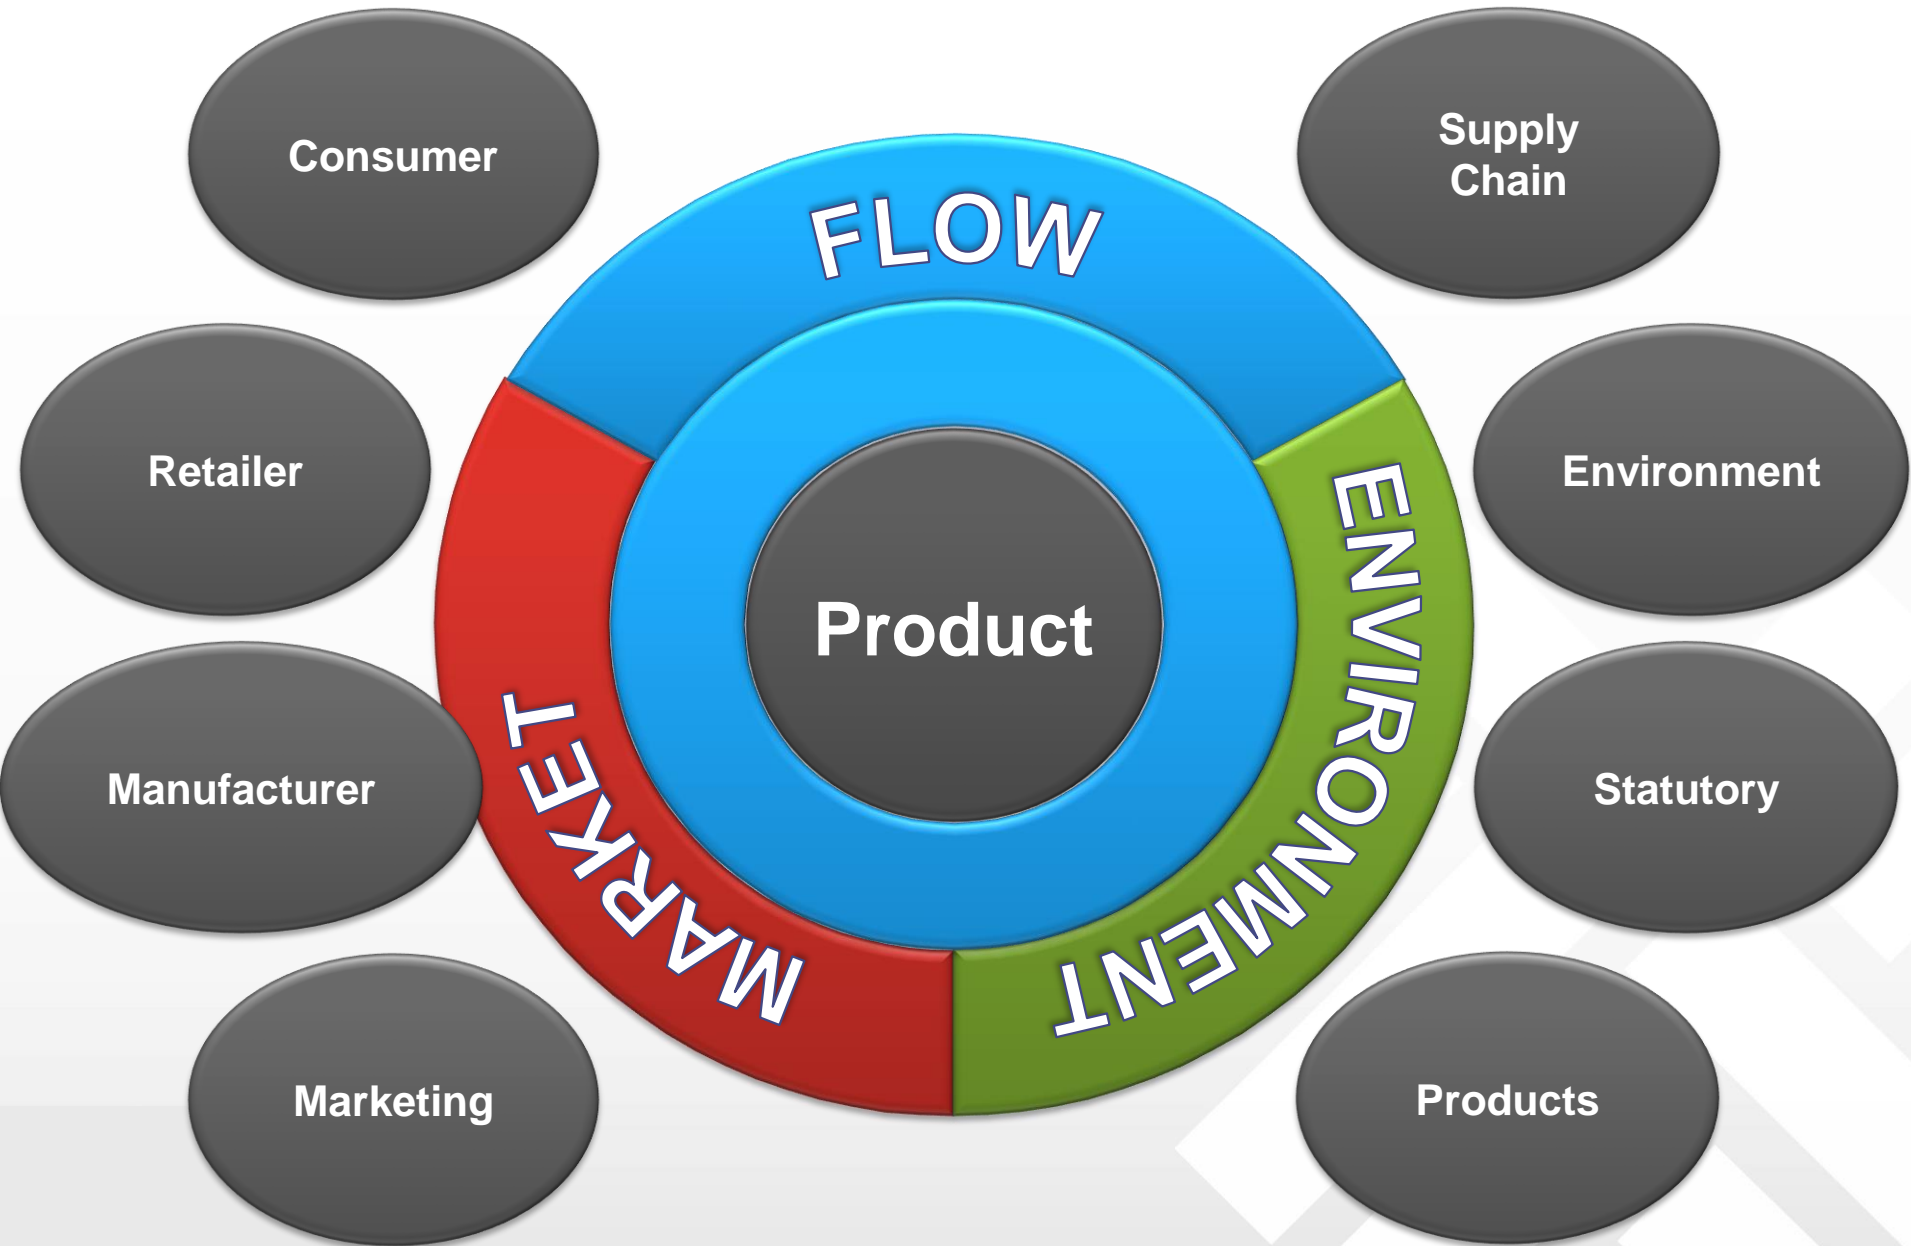 Consumer
Supply
Chain
FLOW
Retailer
Environment
Product
ENVIRONMENT
MARKET
Manufacturer
Statutory
Marketing
Products